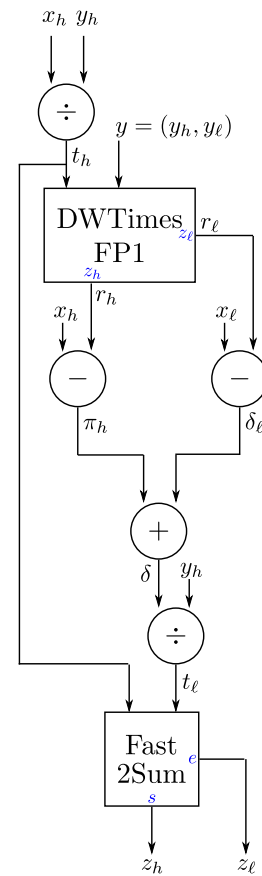 x_h y_h
÷
y = (y_h, y_ℓ)
t_h
DWTimes
FP1
z_ℓ
z_h
r_ℓ
r_h
x_h
x_ℓ
−
−
π_h
δ_ℓ
+
δ
y_h
÷
t_ℓ
Fast
2Sum
e
s
z_h
z_ℓ